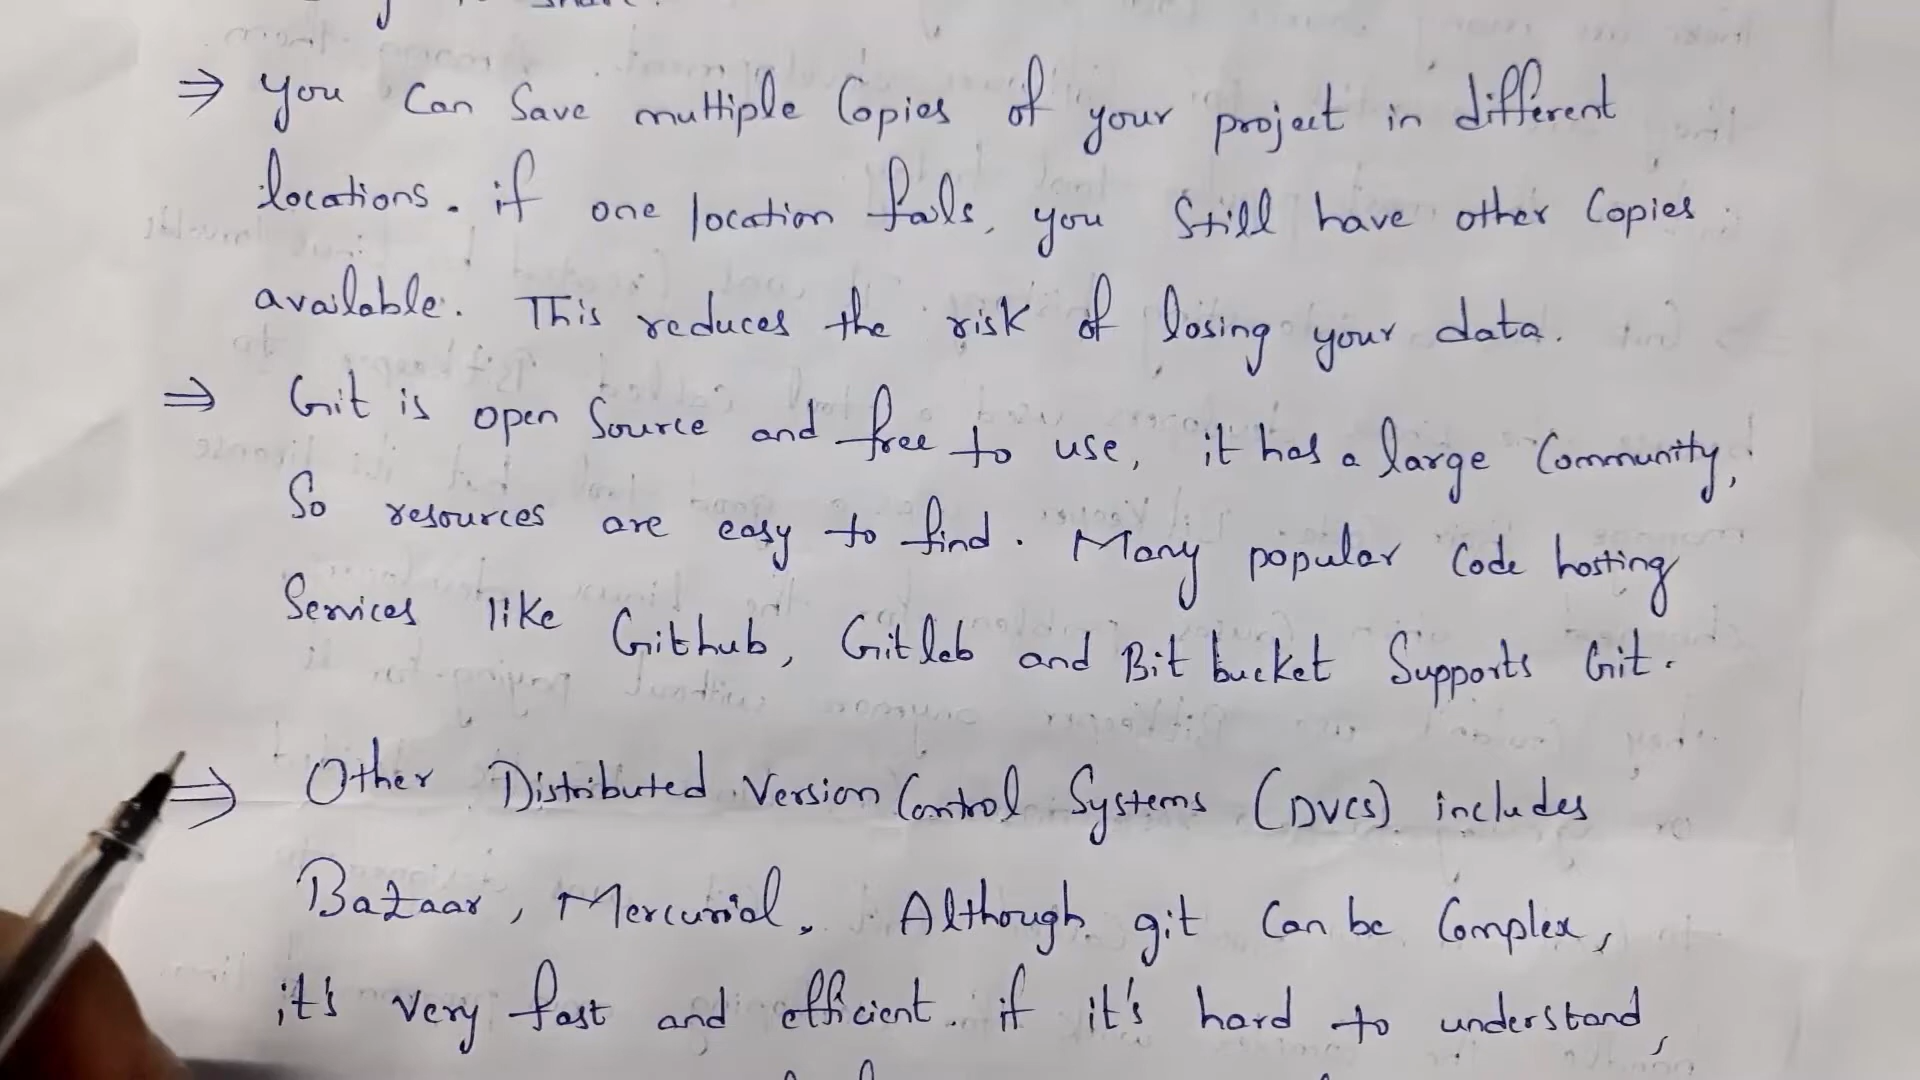 ⇒ you can save multiple copies of your project in different
locations. if one location fails, you still have other copies
available. This reduces the risk of losing your data.
⇒ Git is open source and free to use, it has a large community,
So resources are easy to find. Many popular code hosting
Services like Github, Gitlab and Bit bucket Supports Git.
⇒ Other Distributed Version Control Systems (DVCS) includes
Bazaar, Mercurial. Although git can be complex,
it's very fast and efficient. if it's hard to understand,